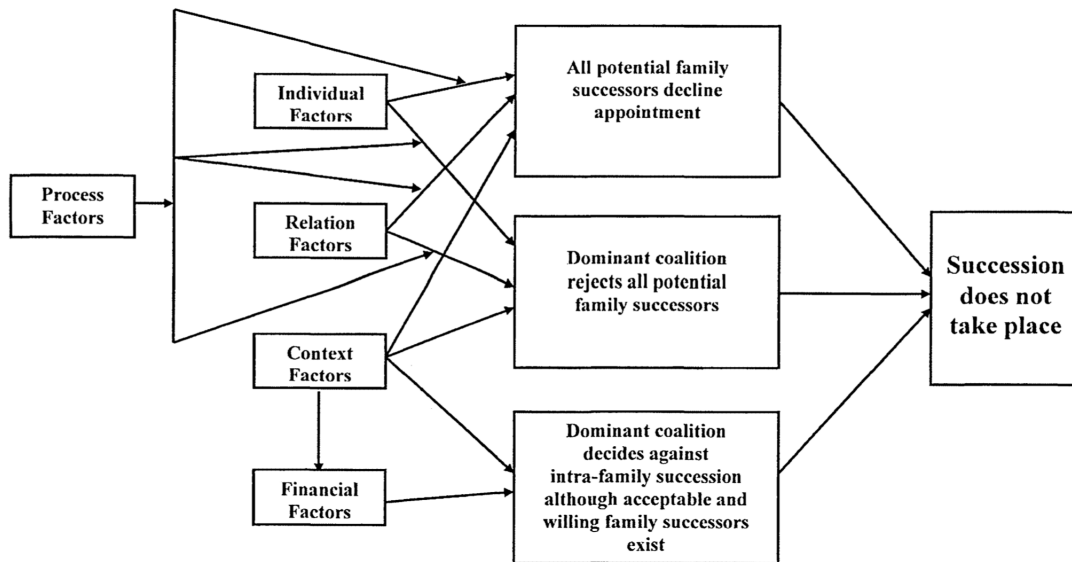 Process
Factors
Individual
Factors
Relation
Factors
Context
Factors
Financial
Factors
All potential family
successors decline
appointment
Dominant coalition
rejects all potential
family successors
Dominant coalition
decides against
intra-family succession
although acceptable and
willing family successors
exist
Succession
does not
take place